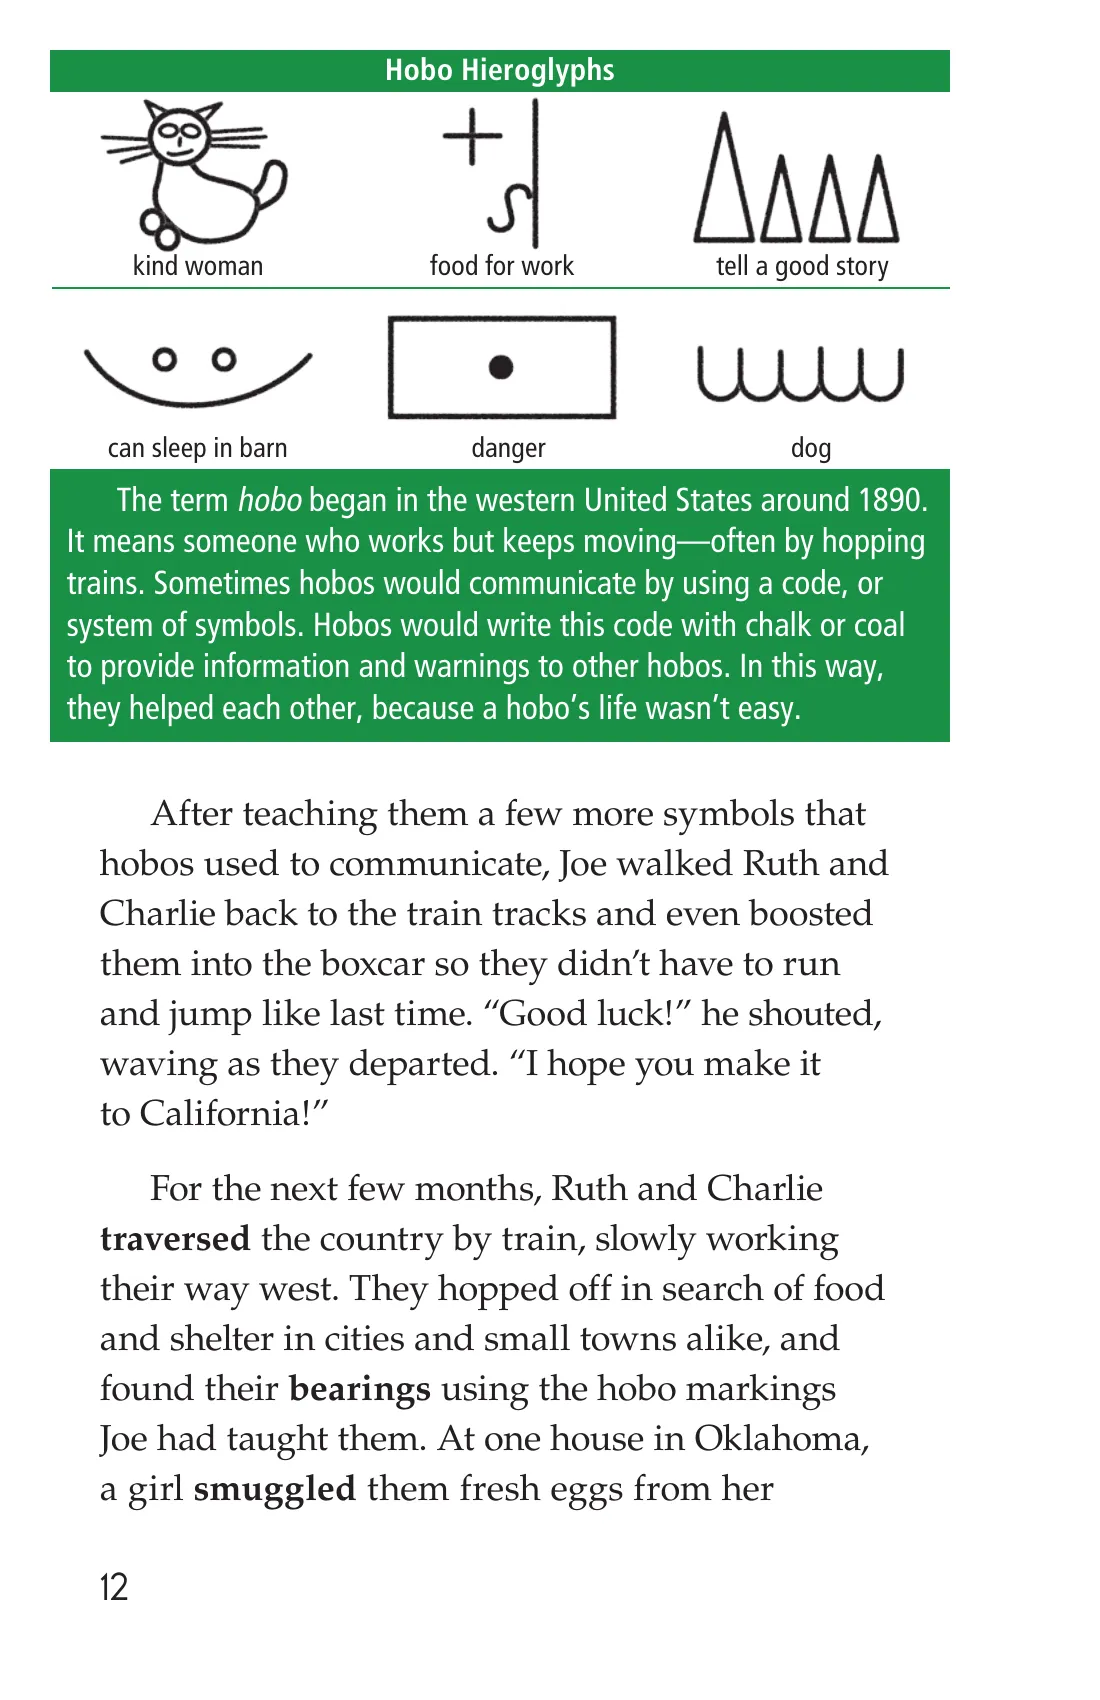 Hobo Hieroglyphs
kind woman
food for work
tell a good story
can sleep in barn
danger
dog
The term hobo began in the western United States around 1890.
It means someone who works but keeps moving—often by hopping
trains. Sometimes hobos would communicate by using a code, or
system of symbols. Hobos would write this code with chalk or coal
to provide information and warnings to other hobos. In this way,
they helped each other, because a hobo’s life wasn’t easy.
After teaching them a few more symbols that
hobos used to communicate, Joe walked Ruth and
Charlie back to the train tracks and even boosted
them into the boxcar so they didn’t have to run
and jump like last time. “Good luck!” he shouted,
waving as they departed. “I hope you make it
to California!”
For the next few months, Ruth and Charlie
traversed the country by train, slowly working
their way west. They hopped off in search of food
and shelter in cities and small towns alike, and
found their bearings using the hobo markings
Joe had taught them. At one house in Oklahoma,
a girl smuggled them fresh eggs from her
12